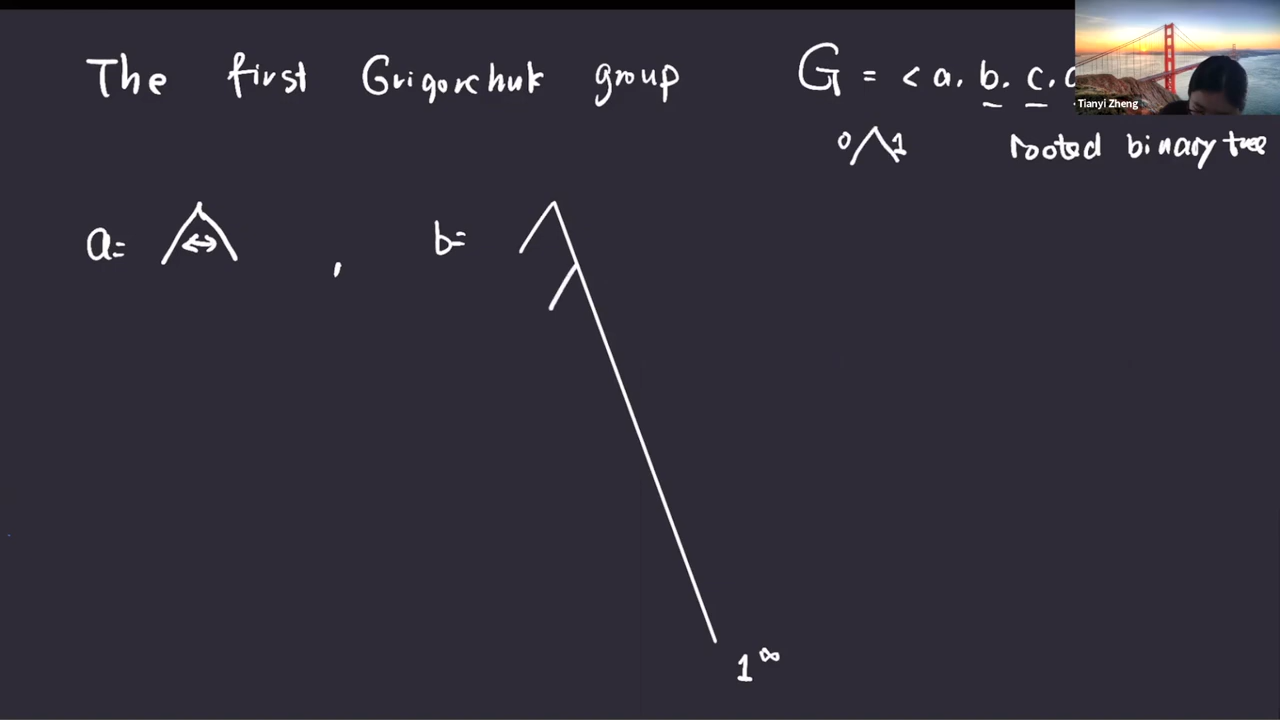 The first Grigorchuk group G = < a. b. c.
Tianyi Zheng
0 1 rooted binary tree
a= ↔ , b=
1^∞